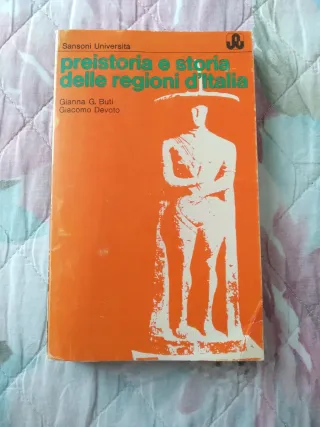 Sansoni Università
preistoria e storia
delle regioni d'Italia
Gianna G. Buti
Giacomo Devoto